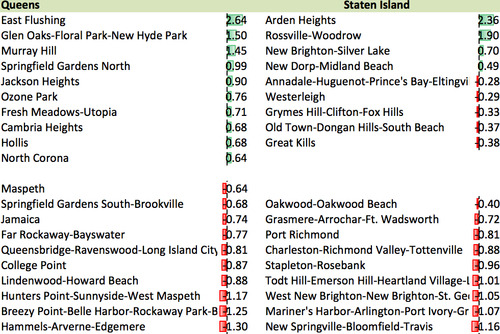 Queens Staten Island
East Flushing 2.64 Arden Heights 2.36
Glen Oaks-Floral Park-New Hyde Park 1.50 Rossville-Woodrow 1.90
Murray Hill 1.45 New Brighton-Silver Lake 0.70
Springfield Gardens North 0.99 New Dorp-Midland Beach 0.49
Jackson Heights 0.90 Annadale-Huguenot-Prince's Bay-Eltingvi -0.28
Ozone Park 0.76 Westerleigh -0.29
Fresh Meadows-Utopia 0.71 Grymes Hill-Clifton-Fox Hills -0.33
Cambria Heights 0.68 Old Town-Dongan Hills-South Beach -0.37
Hollis 0.68 Great Kills -0.38
North Corona 0.64
Maspeth -0.64
Springfield Gardens South-Brookville -0.68 Oakwood-Oakwood Beach -0.40
Jamaica -0.74 Grasmere-Arrochar-Ft. Wadsworth -0.72
Far Rockaway-Bayswater -0.77 Port Richmond -0.81
Queensbridge-Ravenswood-Long Island City -0.81 Charleston-Richmond Valley-Tottenville -0.88
College Point -0.87 Stapleton-Rosebank -0.96
Lindenwood-Howard Beach -0.88 Todt Hill-Emerson Hill-Heartland Village-L -1.01
Hunters Point-Sunnyside-West Maspeth -1.17 West New Brighton-New Brighton-St. Geo -1.05
Breezy Point-Belle Harbor-Rockaway Park-B -1.25 Mariner's Harbor-Arlington-Port Ivory-Gr -1.07
Hammels-Arverne-Edgemere -1.30 New Springville-Bloomfield-Travis -1.40